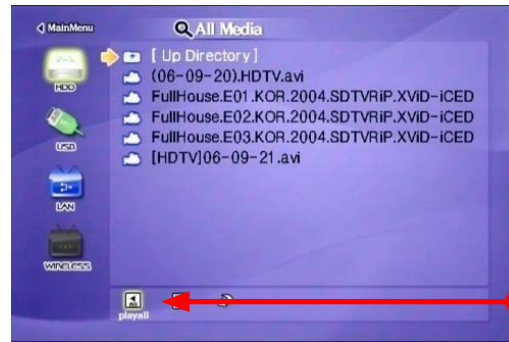 MainMenu
All Media
HDD
USB
LAN
WIRELESS
[ Up Directory ]
(06-09-20).HDTV.avi
FullHouse.E01.KOR.2004.SDTVRiP.XViD-iCED
FullHouse.E02.KOR.2004.SDTVRiP.XViD-iCED
FullHouse.E03.KOR.2004.SDTVRiP.XViD-iCED
[HDTV]06-09-21.avi
playall